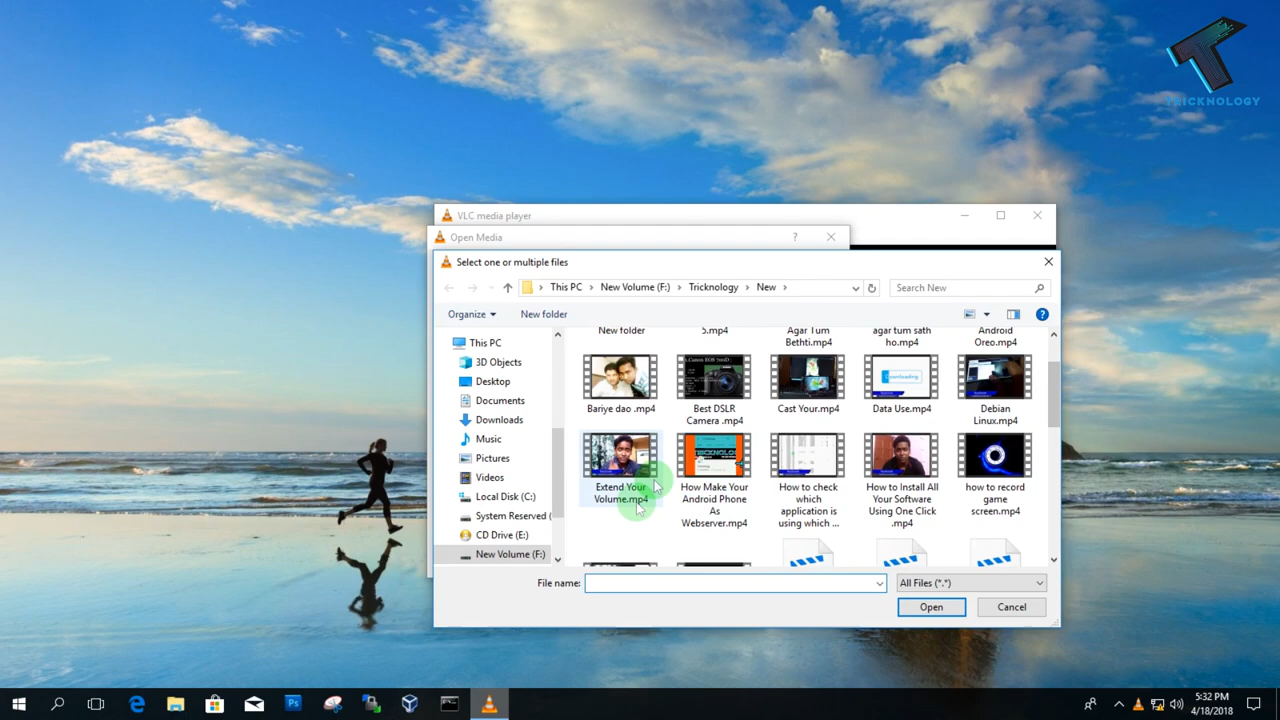 TRICKNOLOGY
VLC media player
Open Media
?
Select one or multiple files
This PC > New Volume (F:) > Tricknology > New >
Search New
Organize
New folder
?
This PC
3D Objects
Desktop
Documents
Downloads
Music
Pictures
Videos
Local Disk (C:)
System Reserved (
CD Drive (E:)
New Volume (F:)
New folder
5.mp4
Agar Tum
Bethti.mp4
agar tum sath
ho.mp4
Android
Oreo.mp4
Bariye dao .mp4
Best DSLR
Camera .mp4
Cast Your.mp4
Data Use.mp4
Debian
Linux.mp4
Extend Your
Volume.mp4
How Make Your
Android Phone
As
Webserver.mp4
How to check
which
application is
using which ...
How to Install All
Your Software
Using One Click
.mp4
how to record
game
screen.mp4
File name:
All Files (*.*)
Open
Cancel
5:32 PM
4/18/2018